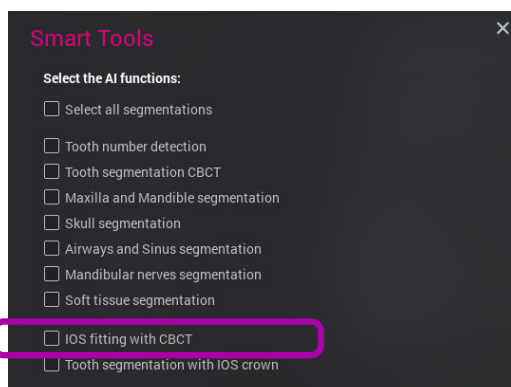 Smart Tools
Select the AI functions:
Select all segmentations
Tooth number detection
Tooth segmentation CBCT
Maxilla and Mandible segmentation
Skull segmentation
Airways and Sinus segmentation
Mandibular nerves segmentation
Soft tissue segmentation
IOS fitting with CBCT
Tooth segmentation with IOS crown